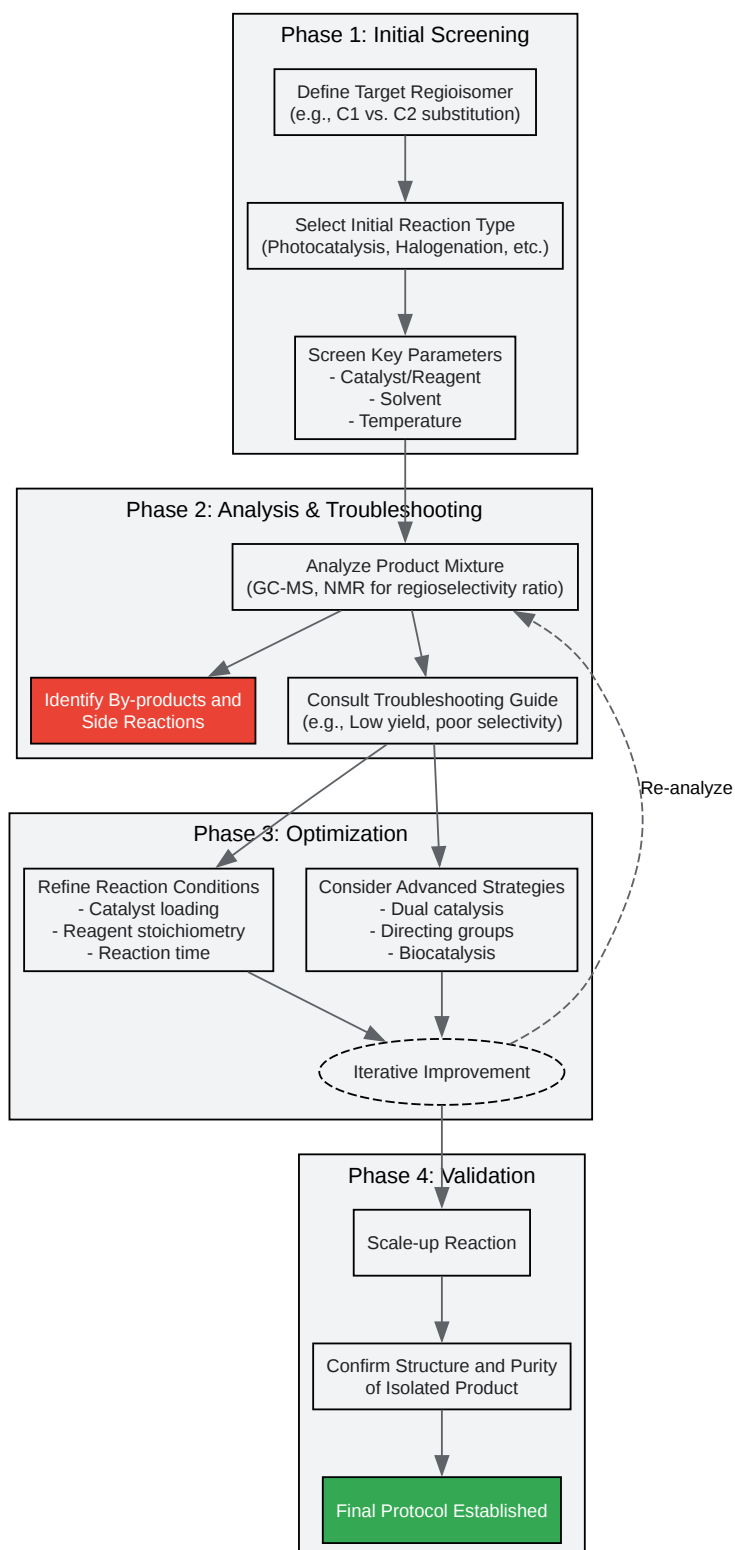 Phase 1: Initial Screening
Define Target Regioisomer
(e.g., C1 vs. C2 substitution)
Select Initial Reaction Type
(Photocatalysis, Halogenation, etc.)
Screen Key Parameters
- Catalyst/Reagent
- Solvent
- Temperature
Phase 2: Analysis & Troubleshooting
Analyze Product Mixture
(GC-MS, NMR for regioselectivity ratio)
Identify By-products and
Side Reactions
Consult Troubleshooting Guide
(e.g., Low yield, poor selectivity)
Re-analyze
Phase 3: Optimization
Refine Reaction Conditions
- Catalyst loading
- Reagent stoichiometry
- Reaction time
Consider Advanced Strategies
- Dual catalysis
- Directing groups
- Biocatalysis
Iterative Improvement
Phase 4: Validation
Scale-up Reaction
Confirm Structure and Purity
of Isolated Product
Final Protocol Established